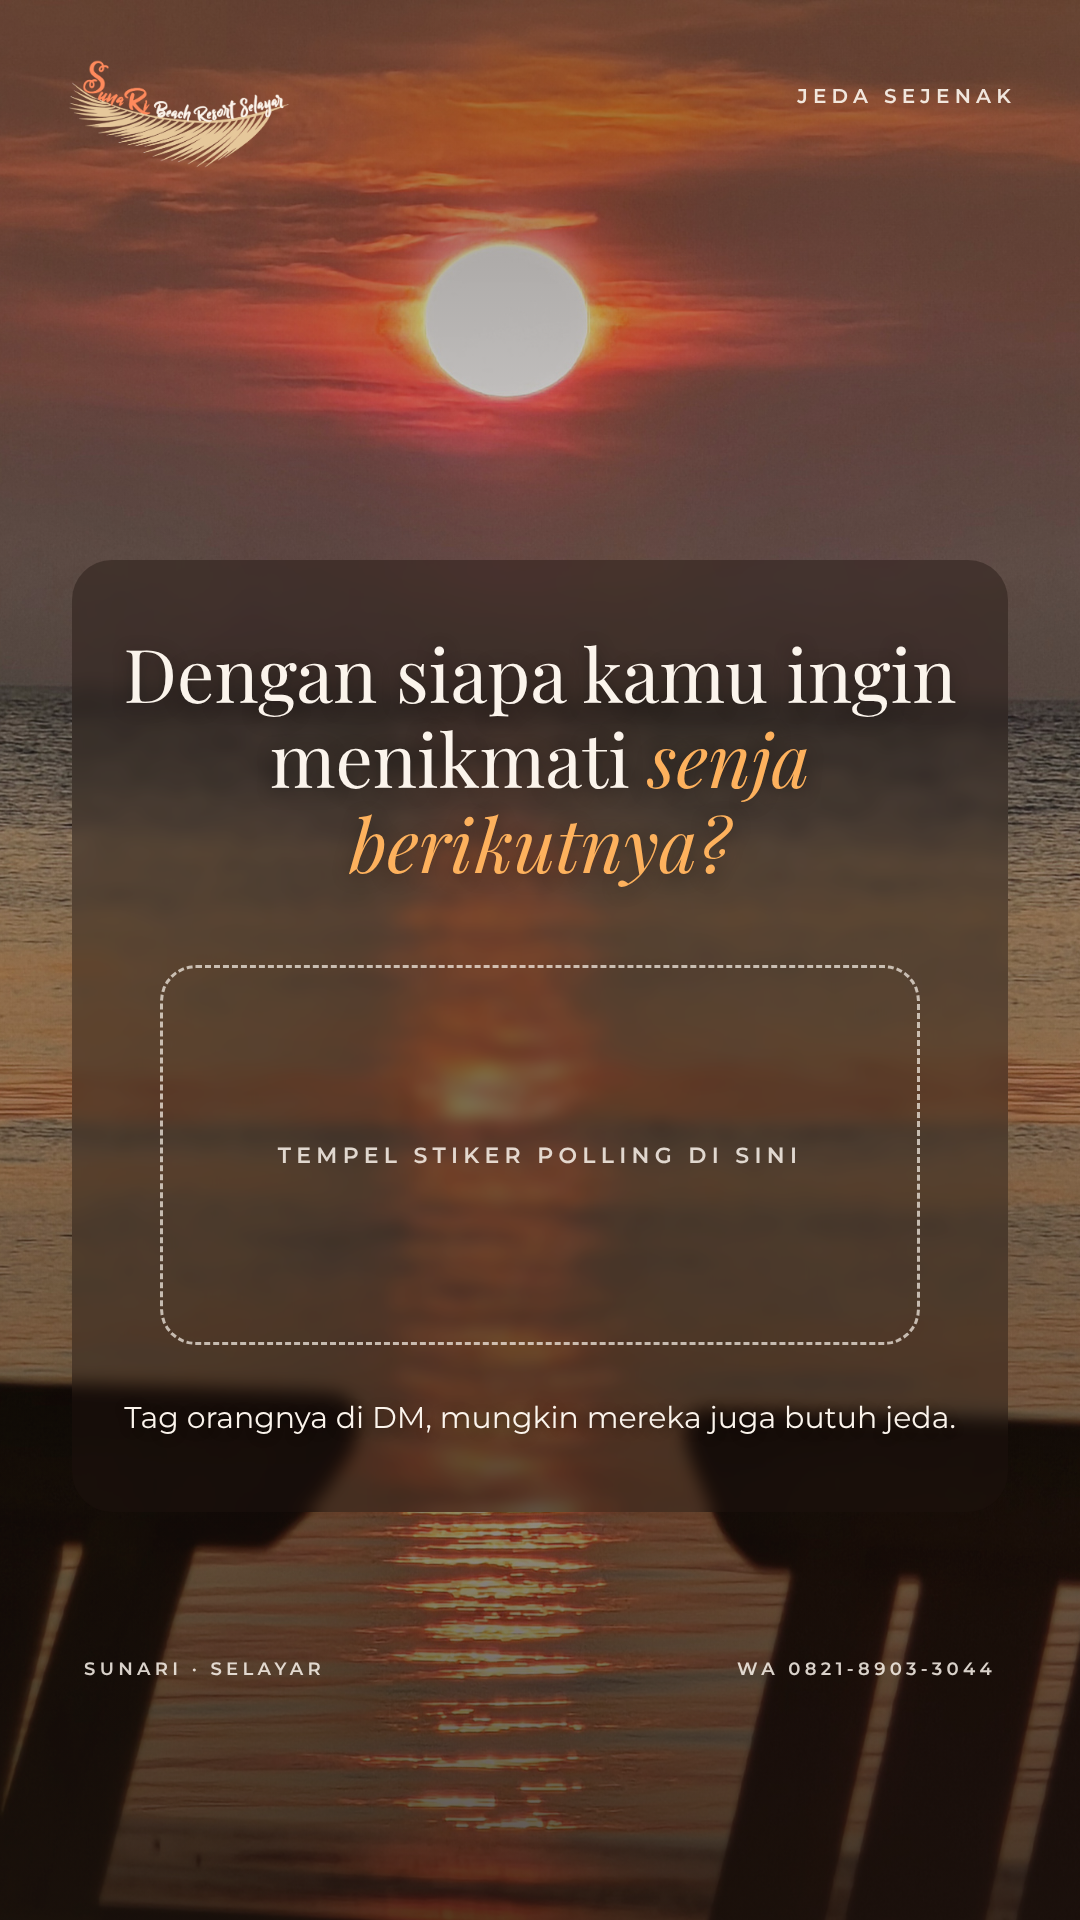 SunaRi Beach Resort Selayar
JEDA SEJENAK
Dengan siapa kamu ingin
menikmati senja
berikutnya?
TEMPEL STIKER POLLING DI SINI
Tag orangnya di DM, mungkin mereka juga butuh jeda.
SUNARI · SELAYAR
WA 0821-8903-3044